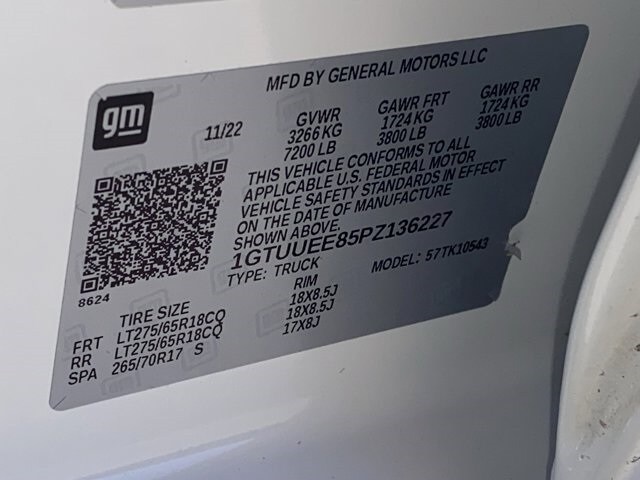 MFD BY GENERAL MOTORS LLC
gm
11/22
GVWR
3266 KG
7200 LB
GAWR FRT
1724 KG
3800 LB
GAWR RR
1724 KG
3800 LB
THIS VEHICLE CONFORMS TO ALL
APPLICABLE U.S. FEDERAL MOTOR
VEHICLE SAFETY STANDARDS IN EFFECT
ON THE DATE OF MANUFACTURE
SHOWN ABOVE.
1GTUUEE85PZ136227
TYPE: TRUCK MODEL: 57TK10543
8624
TIRE SIZE RIM
FRT LT275/65R18CQ 18X8.5J
RR LT275/65R18CQ 18X8.5J
SPA 265/70R17 S 17X8J